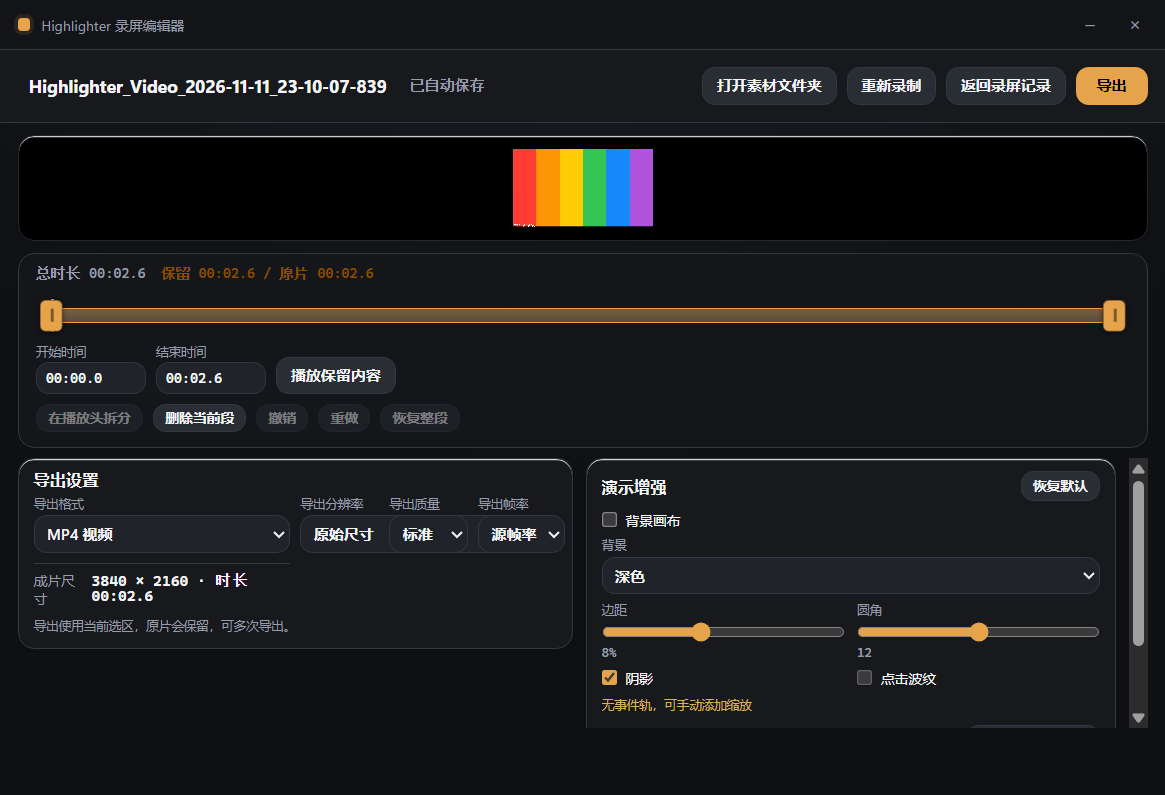 Highlighter 录屏编辑器
Highlighter_Video_2026-11-11_23-10-07-839 已自动保存 打开素材文件夹 重新录制 返回录屏记录 导出
总时长 00:02.6 保留 00:02.6 / 原片 00:02.6
开始时间 结束时间
00:00.0 00:02.6 播放保留内容
在播放头拆分 删除当前段 撤销 重做 恢复整段
导出设置
导出格式 导出分辨率 导出质量 导出帧率
MP4 视频 原始尺寸 标准 源帧率
成片尺寸 3840 × 2160 · 时长 00:02.6
导出使用当前选区，原片会保留，可多次导出。
演示增强 恢复默认
背景画布
背景
深色
边距 圆角
8% 12
阴影 点击波纹
无事件轨，可手动添加缩放